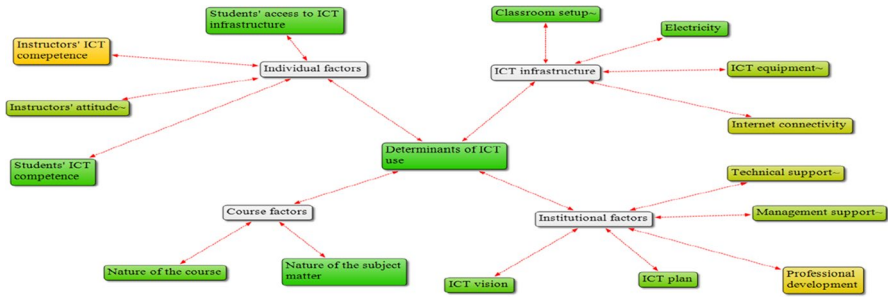 Students' access to ICT
infrastructure
Classroom setup~
Electricity
Instructors' ICT
comepetence
Individual factors
ICT infrastructure
ICT equipment~
Instructors' attitude~
Internet connectivity
Determinants of ICT
use
Students' ICT
competence
Technical support~
Course factors
Institutional factors
Management support~
Nature of the course
Nature of the subject
matter
ICT vision
ICT plan
Professional
development